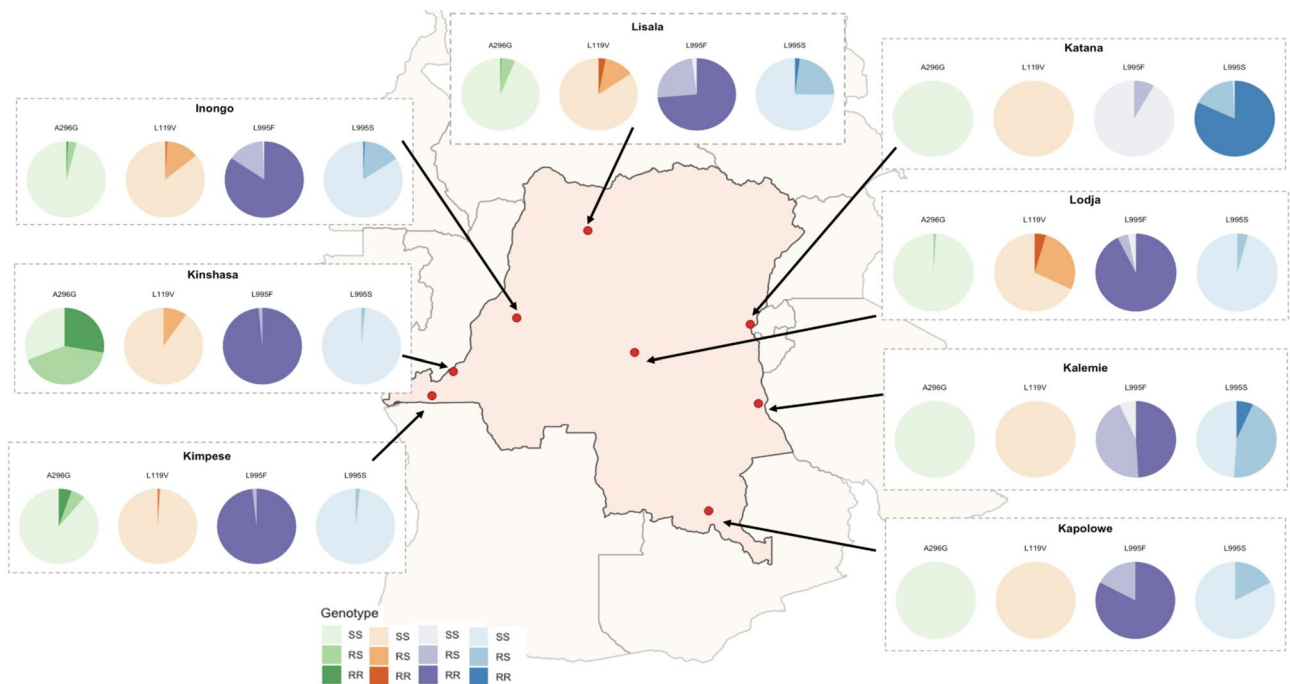 Lisala
A296G L119V L995F L995S
Katana
A296G L119V L995F L995S
Inongo
A296G L119V L995F L995S
Lodja
A296G L119V L995F L995S
Kinshasa
A296G L119V L995F L995S
Kalemie
A296G L119V L995F L995S
Kimpese
A296G L119V L995F L995S
Kapolowe
A296G L119V L995F L995S
Genotype
SS SS SS SS
RS RS RS RS
RR RR RR RR